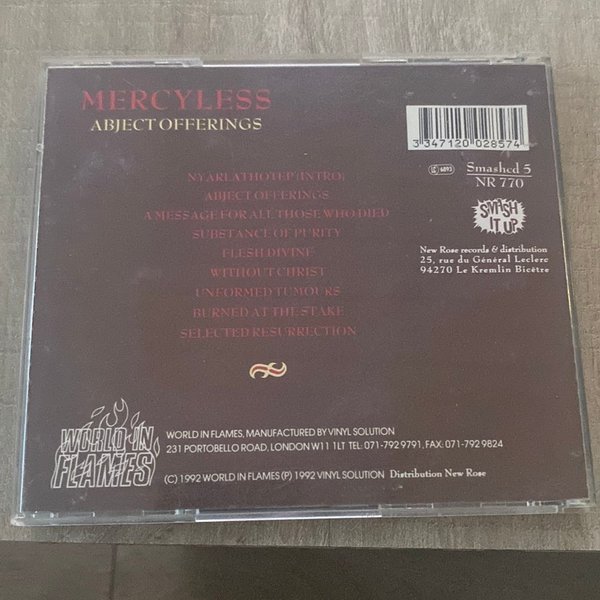 MERCYLESS
ABJECT OFFERINGS
3 347120 028574
Smashcd 5
NR 770
SMASH
IT UP
New Rose records & distribution
25, rue du Général Leclerc
94270 Le Kremlin Bicêtre
NYARLATHOTEP (INTRO)
ABJECT OFFERINGS
A MESSAGE FOR ALL THOSE WHO DIED
SUBSTANCE OF PURITY
FLESH DIVINE
WITHOUT CHRIST
UNFORMED TUMOURS
BURNED AT THE STAKE
SELECTED RESURRECTION
WORLD IN
FLAMES
WORLD IN FLAMES, MANUFACTURED BY VINYL SOLUTION
231 PORTOBELLO ROAD, LONDON W11 1LT TEL: 071-792 9791, FAX: 071-792 9824
(C) 1992 WORLD IN FLAMES (P) 1992 VINYL SOLUTION Distribution New Rose